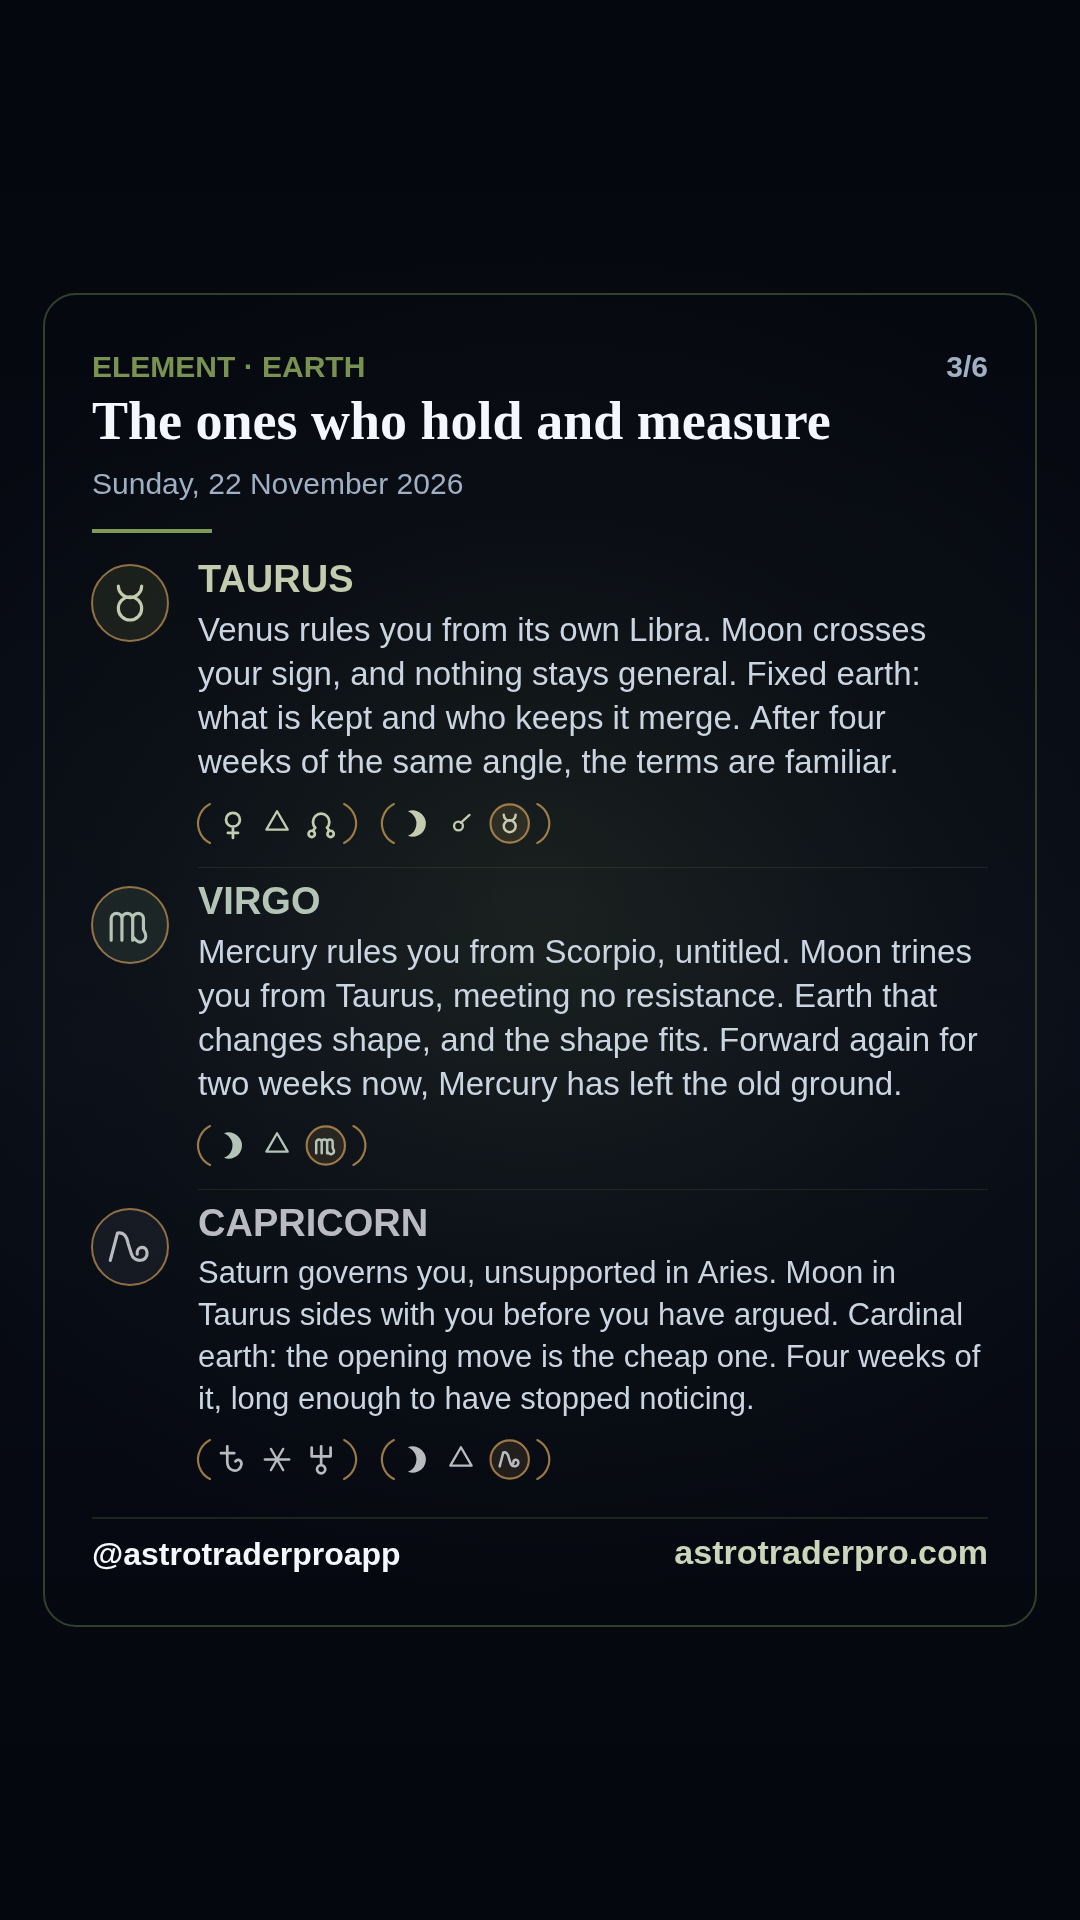 ELEMENT · EARTH
3/6
The ones who hold and measure
Sunday, 22 November 2026
TAURUS
Venus rules you from its own Libra. Moon crosses
your sign, and nothing stays general. Fixed earth:
what is kept and who keeps it merge. After four
weeks of the same angle, the terms are familiar.
VIRGO
Mercury rules you from Scorpio, untitled. Moon trines
you from Taurus, meeting no resistance. Earth that
changes shape, and the shape fits. Forward again for
two weeks now, Mercury has left the old ground.
CAPRICORN
Saturn governs you, unsupported in Aries. Moon in
Taurus sides with you before you have argued. Cardinal
earth: the opening move is the cheap one. Four weeks of
it, long enough to have stopped noticing.
@astrotraderproapp
astrotraderpro.com